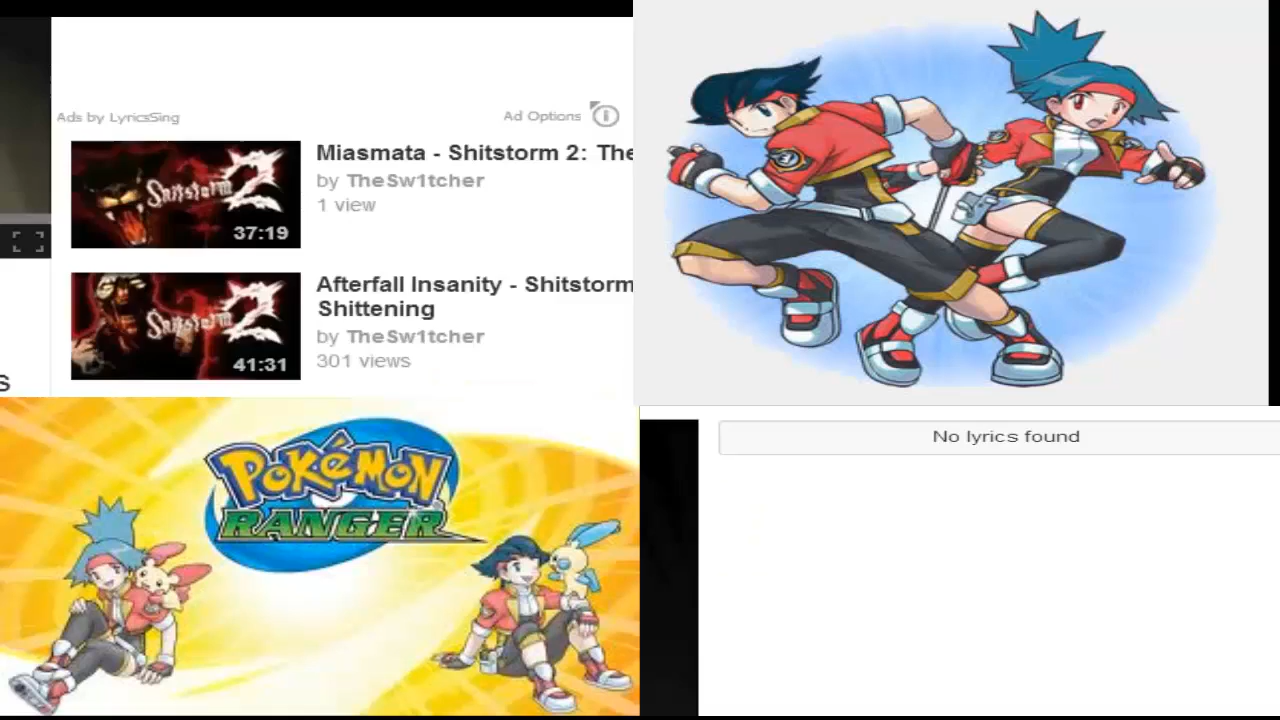 Ads by LyricsSing
Ad Options
Shitstorm 2
37:19
Miasmata - Shitstorm 2: The
by TheSw1tcher
1 view
Shitstorm 2
41:31
Afterfall Insanity - Shitstorm
Shittening
by TheSw1tcher
301 views
S
POKéMON
RANGER
No lyrics found